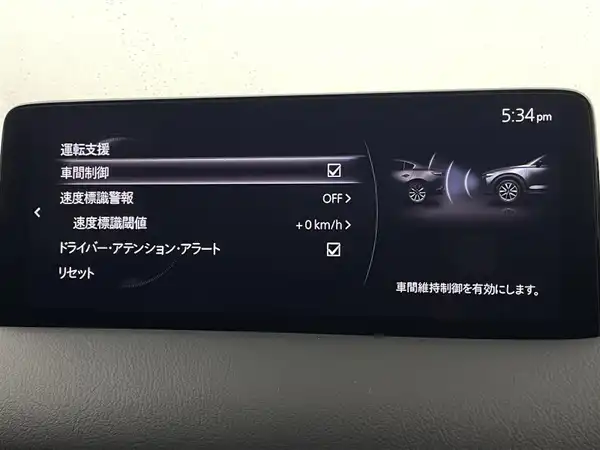 5:34pm
運転支援
車間制御
速度標識警報 OFF
速度標識閾値 +0 km/h
ドライバー・アテンション・アラート
リセット
車間維持制御を有効にします。